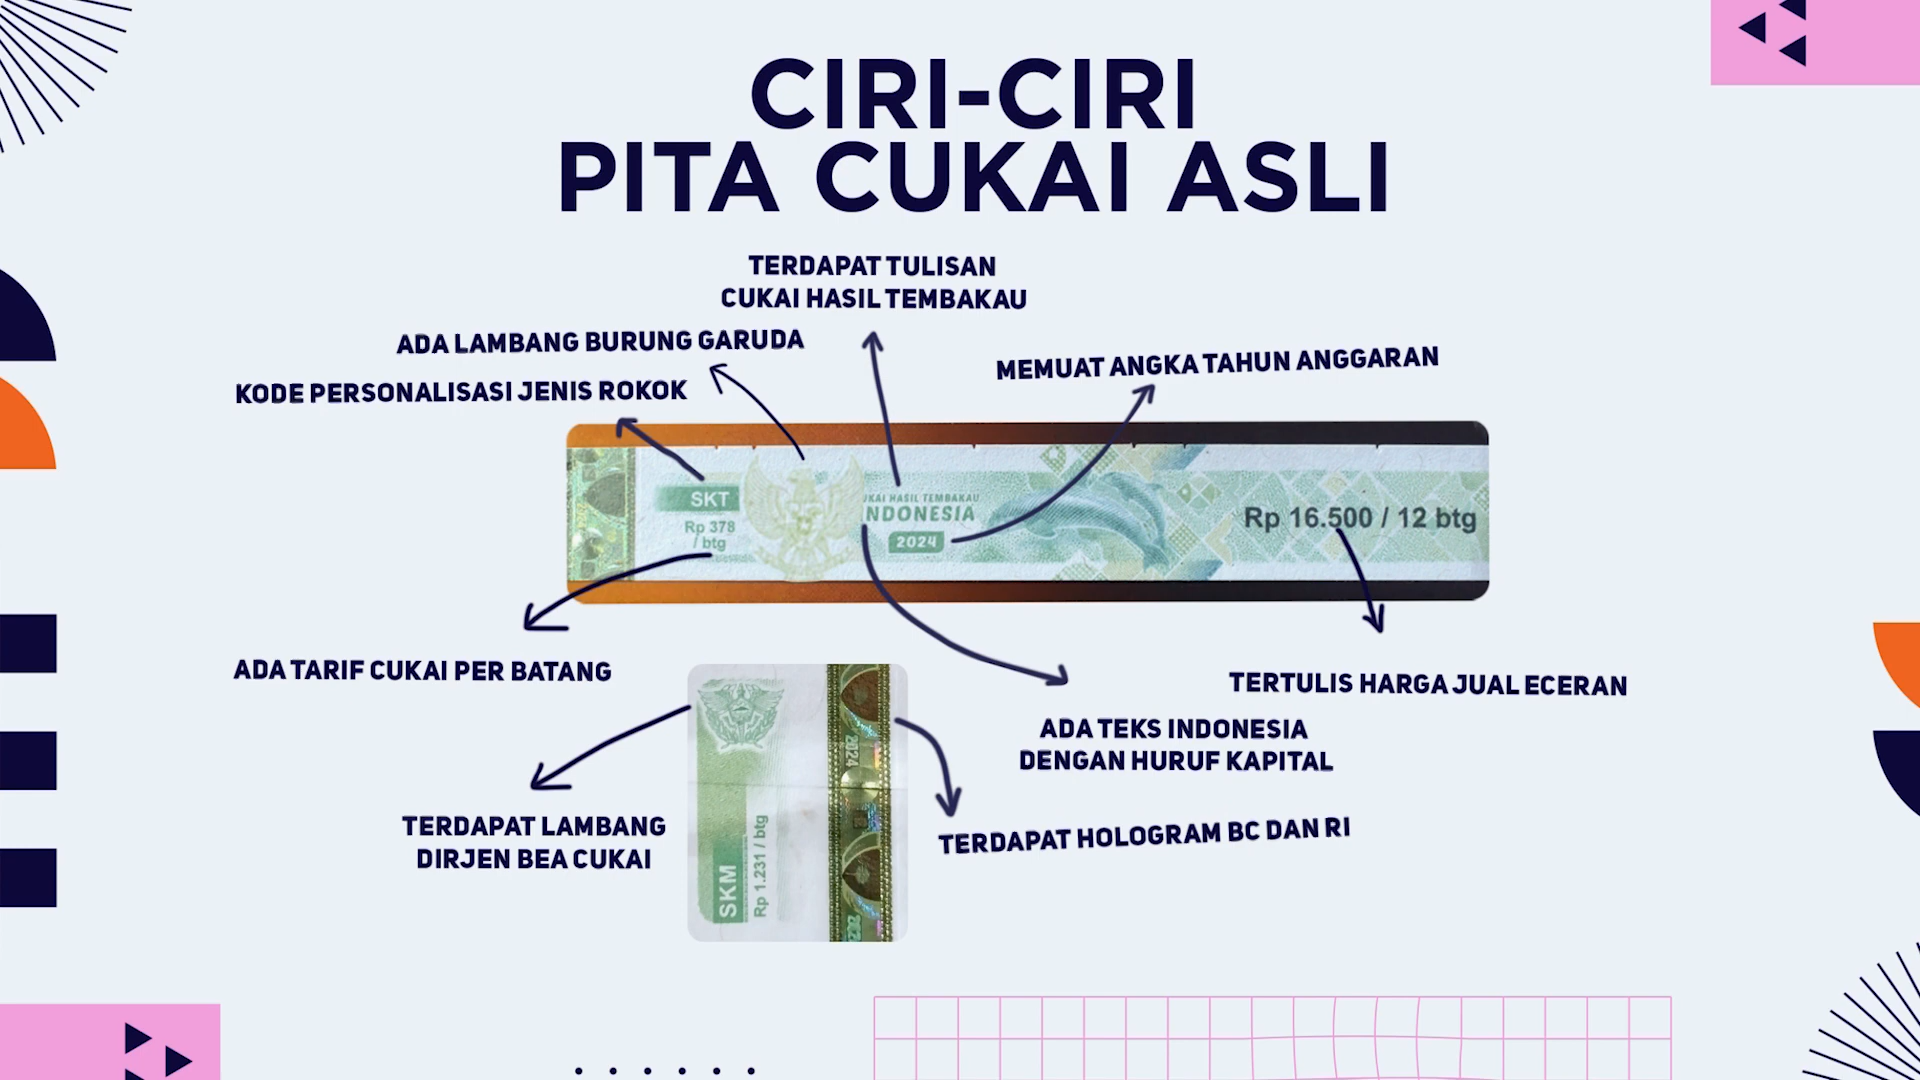 CIRI-CIRI
PITA CUKAI ASLI
TERDAPAT TULISAN
CUKAI HASIL TEMBAKAU
ADA LAMBANG BURUNG GARUDA
MEMUAT ANGKA TAHUN ANGGARAN
KODE PERSONALISASI JENIS ROKOK
SKT
Rp 378
/ btg
HASIL TEMBAKAU
NDONESIA
2024
Rp 16.500 / 12 btg
ADA TARIF CUKAI PER BATANG
TERTULIS HARGA JUAL ECERAN
ADA TEKS INDONESIA
DENGAN HURUF KAPITAL
TERDAPAT LAMBANG
DIRJEN BEA CUKAI
SKM
Rp 1.231 / btg
2024
TERDAPAT HOLOGRAM BC DAN RI